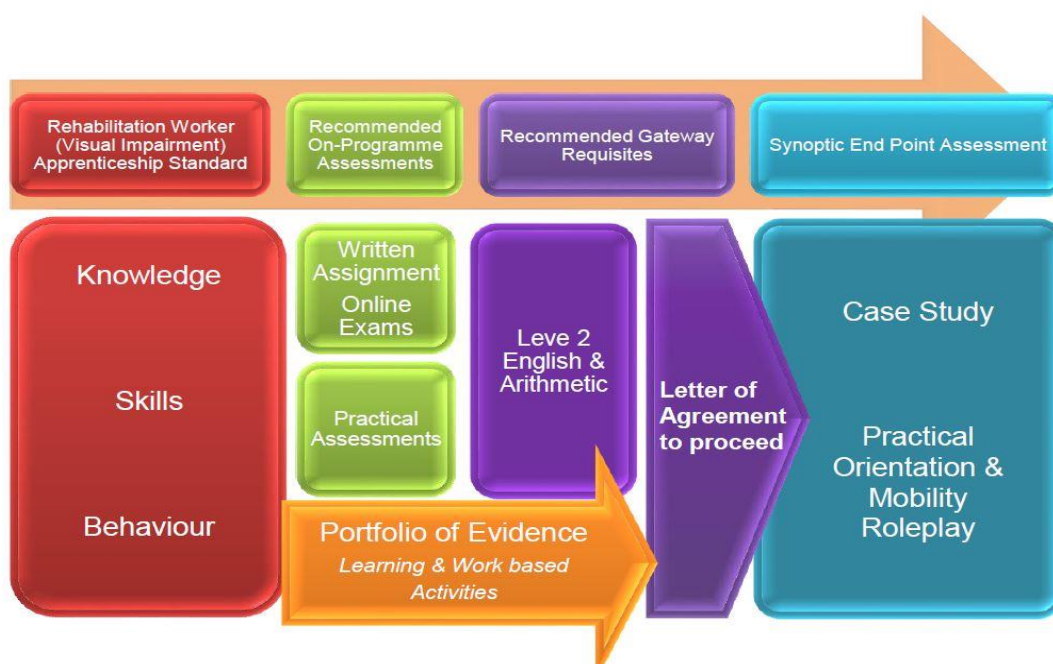 Rehabilitation Worker
(Visual Impairment)
Apprenticeship Standard
Recommended
On-Programme
Assessments
Recommended Gateway
Requisites
Synoptic End Point Assessment
Knowledge
Skills
Behaviour
Written
Assignment
Online
Exams
Practical
Assessments
Leve 2
English &
Arithmetic
Portfolio of Evidence
Learning & Work based
Activities
Letter of
Agreement
to proceed
Case Study
Practical
Orientation &
Mobility
Roleplay